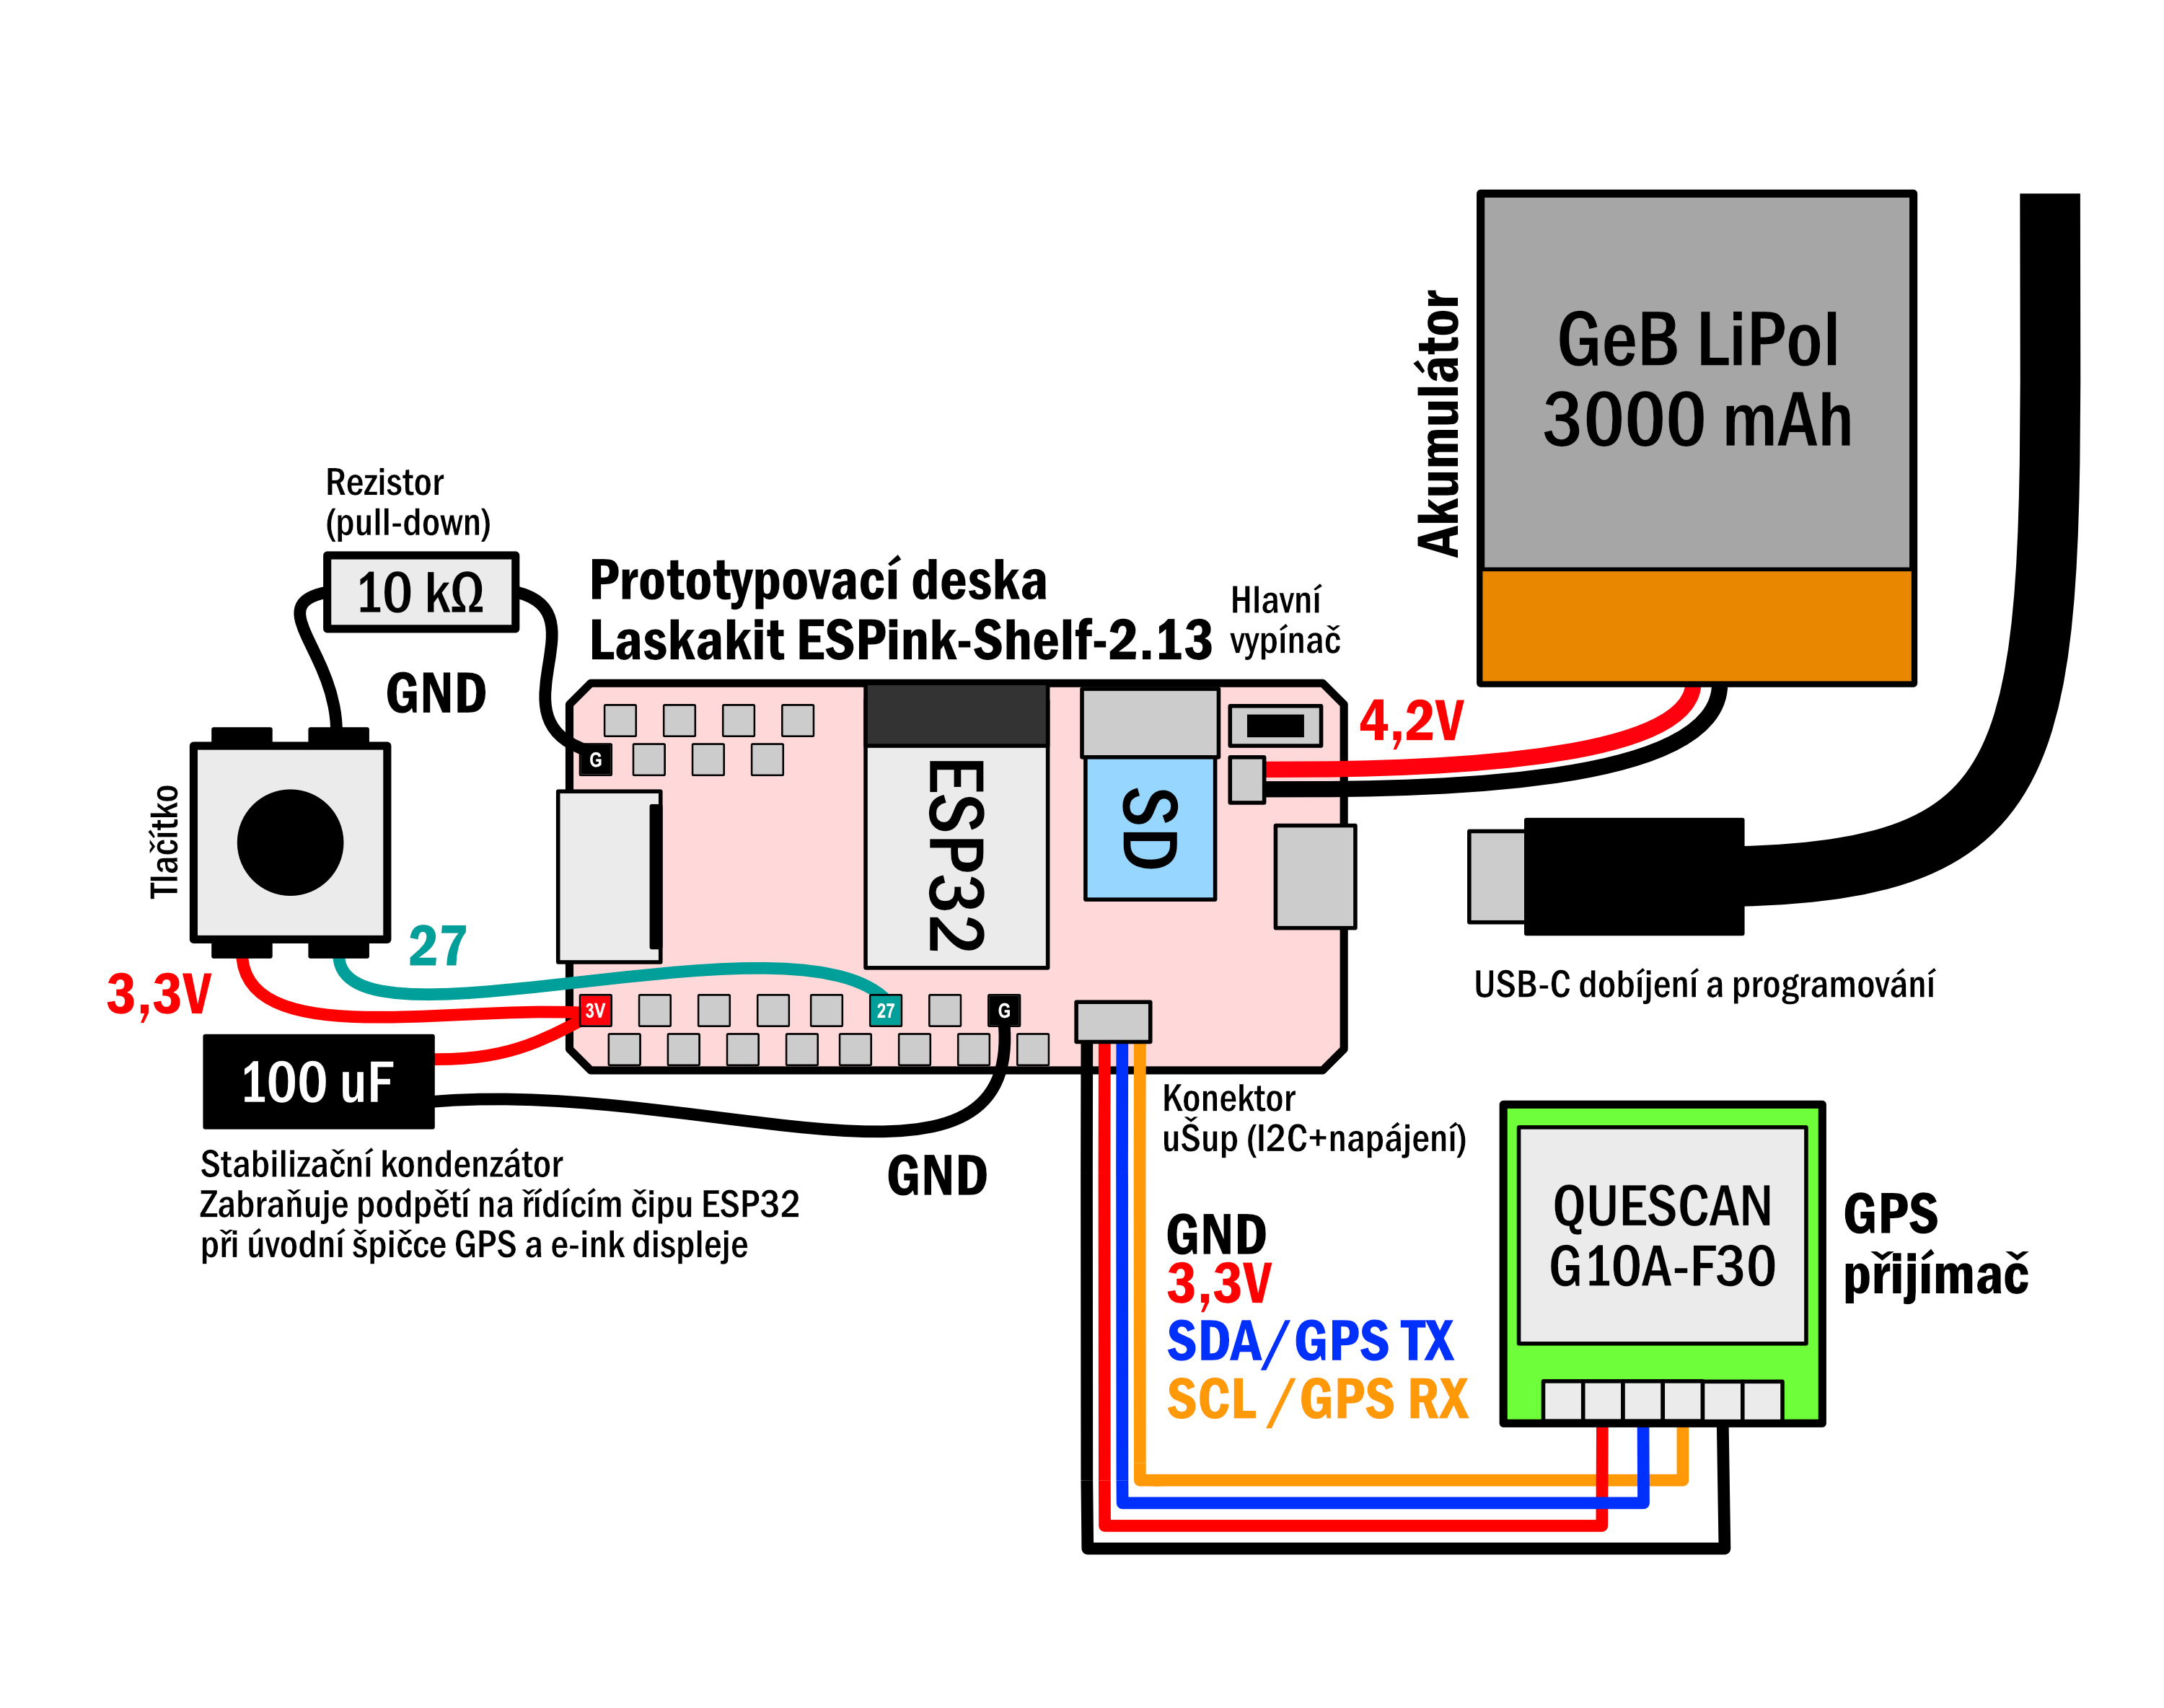 Akumulátor
GeB LiPol
3000 mAh
Rezistor
(pull-down)
10 kΩ
GND
Prototypovací deska
Laskakit ESPink-Shelf-2.13
Hlavní
vypínač
4,2V
G
ESP32
SD
Tlačítko
27
3,3V
3V
27
G
USB-C dobíjení a programování
100 uF
Stabilizační kondenzátor
Zabraňuje podpětí na řídícím čipu ESP32
při úvodní špičce GPS a e-ink displeje
GND
Konektor
uŠup (I2C+napájení)
GND
3,3V
SDA/GPS TX
SCL/GPS RX
QUESCAN
G10A-F30
GPS
přijímač